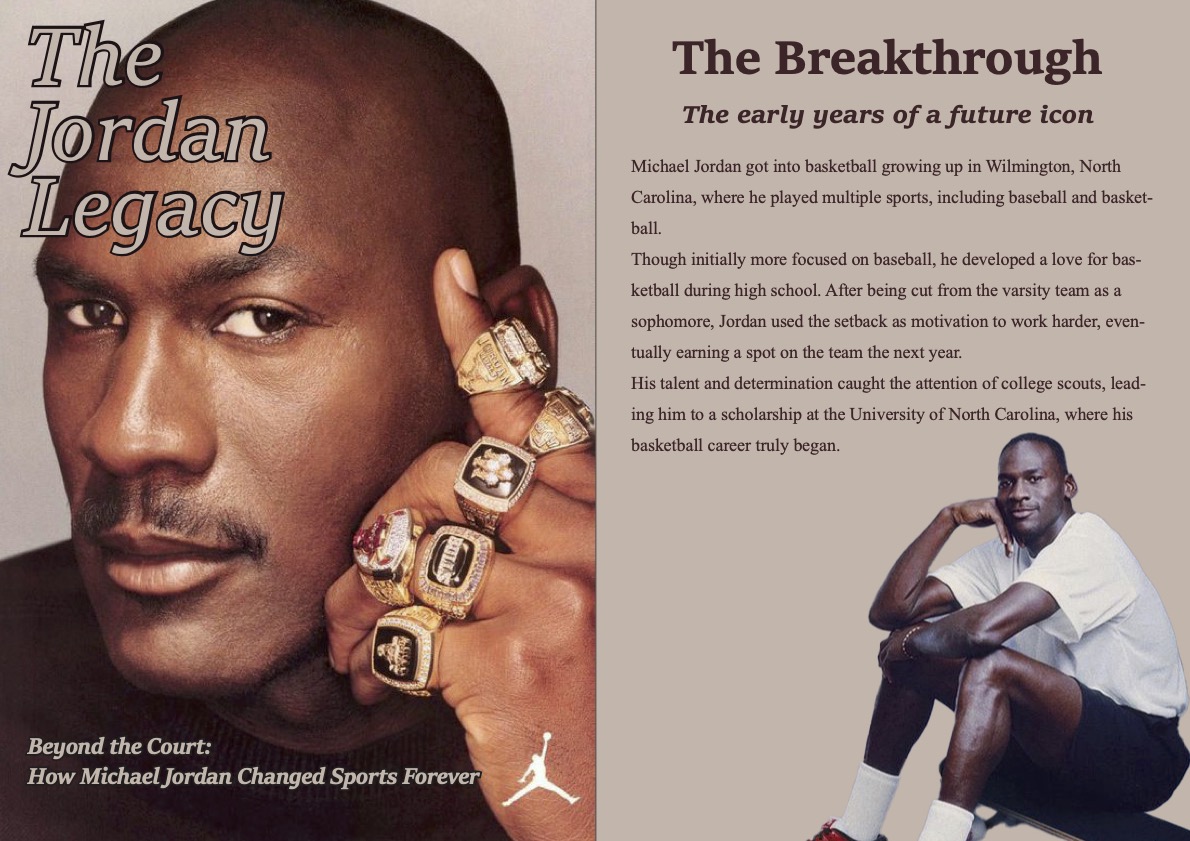 The
Jordan
Legacy
Beyond the Court:
How Michael Jordan Changed Sports Forever
The Breakthrough
The early years of a future icon
Michael Jordan got into basketball growing up in Wilmington, North
Carolina, where he played multiple sports, including baseball and basket-
ball.
Though initially more focused on baseball, he developed a love for bas-
ketball during high school. After being cut from the varsity team as a
sophomore, Jordan used the setback as motivation to work harder, even-
tually earning a spot on the team the next year.
His talent and determination caught the attention of college scouts, lead-
ing him to a scholarship at the University of North Carolina, where his
basketball career truly began.
JORDAN
BULLS